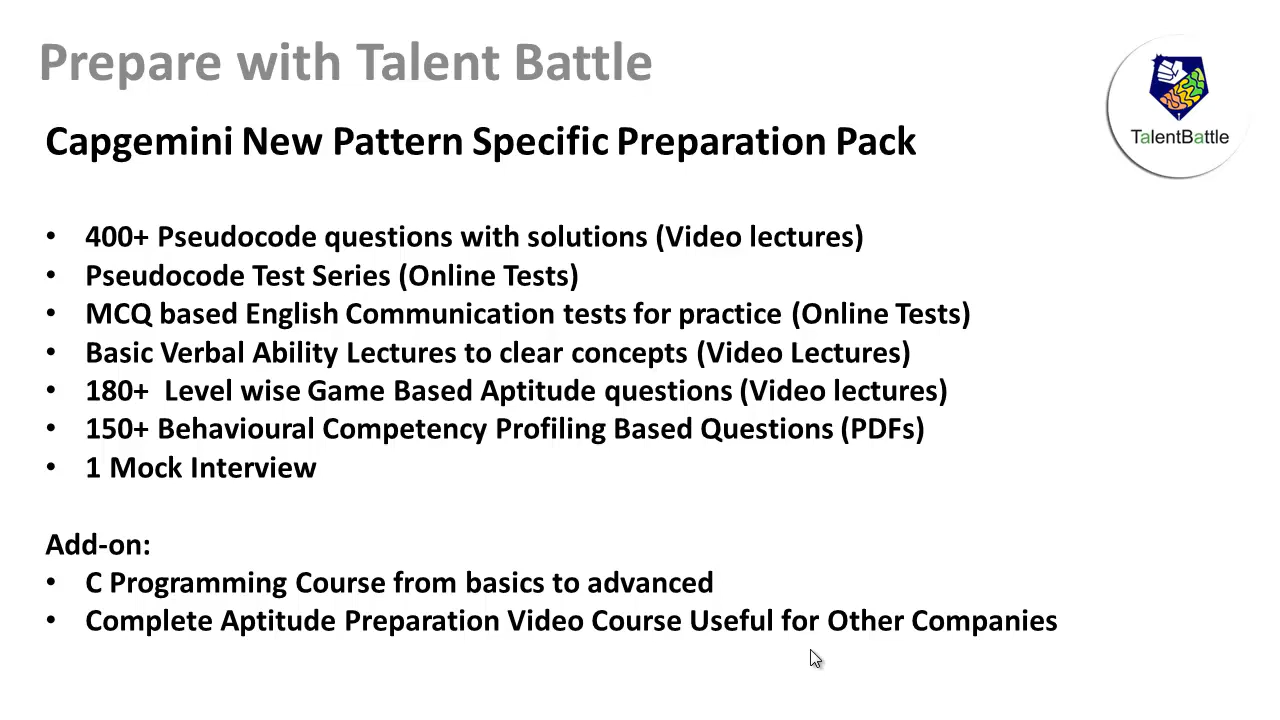 Prepare with Talent Battle
TalentBattle
Capgemini New Pattern Specific Preparation Pack
• 400+ Pseudocode questions with solutions (Video lectures)
• Pseudocode Test Series (Online Tests)
• MCQ based English Communication tests for practice (Online Tests)
• Basic Verbal Ability Lectures to clear concepts (Video Lectures)
• 180+  Level wise Game Based Aptitude questions (Video lectures)
• 150+ Behavioural Competency Profiling Based Questions (PDFs)
• 1 Mock Interview
Add-on:
• C Programming Course from basics to advanced
• Complete Aptitude Preparation Video Course Useful for Other Companies